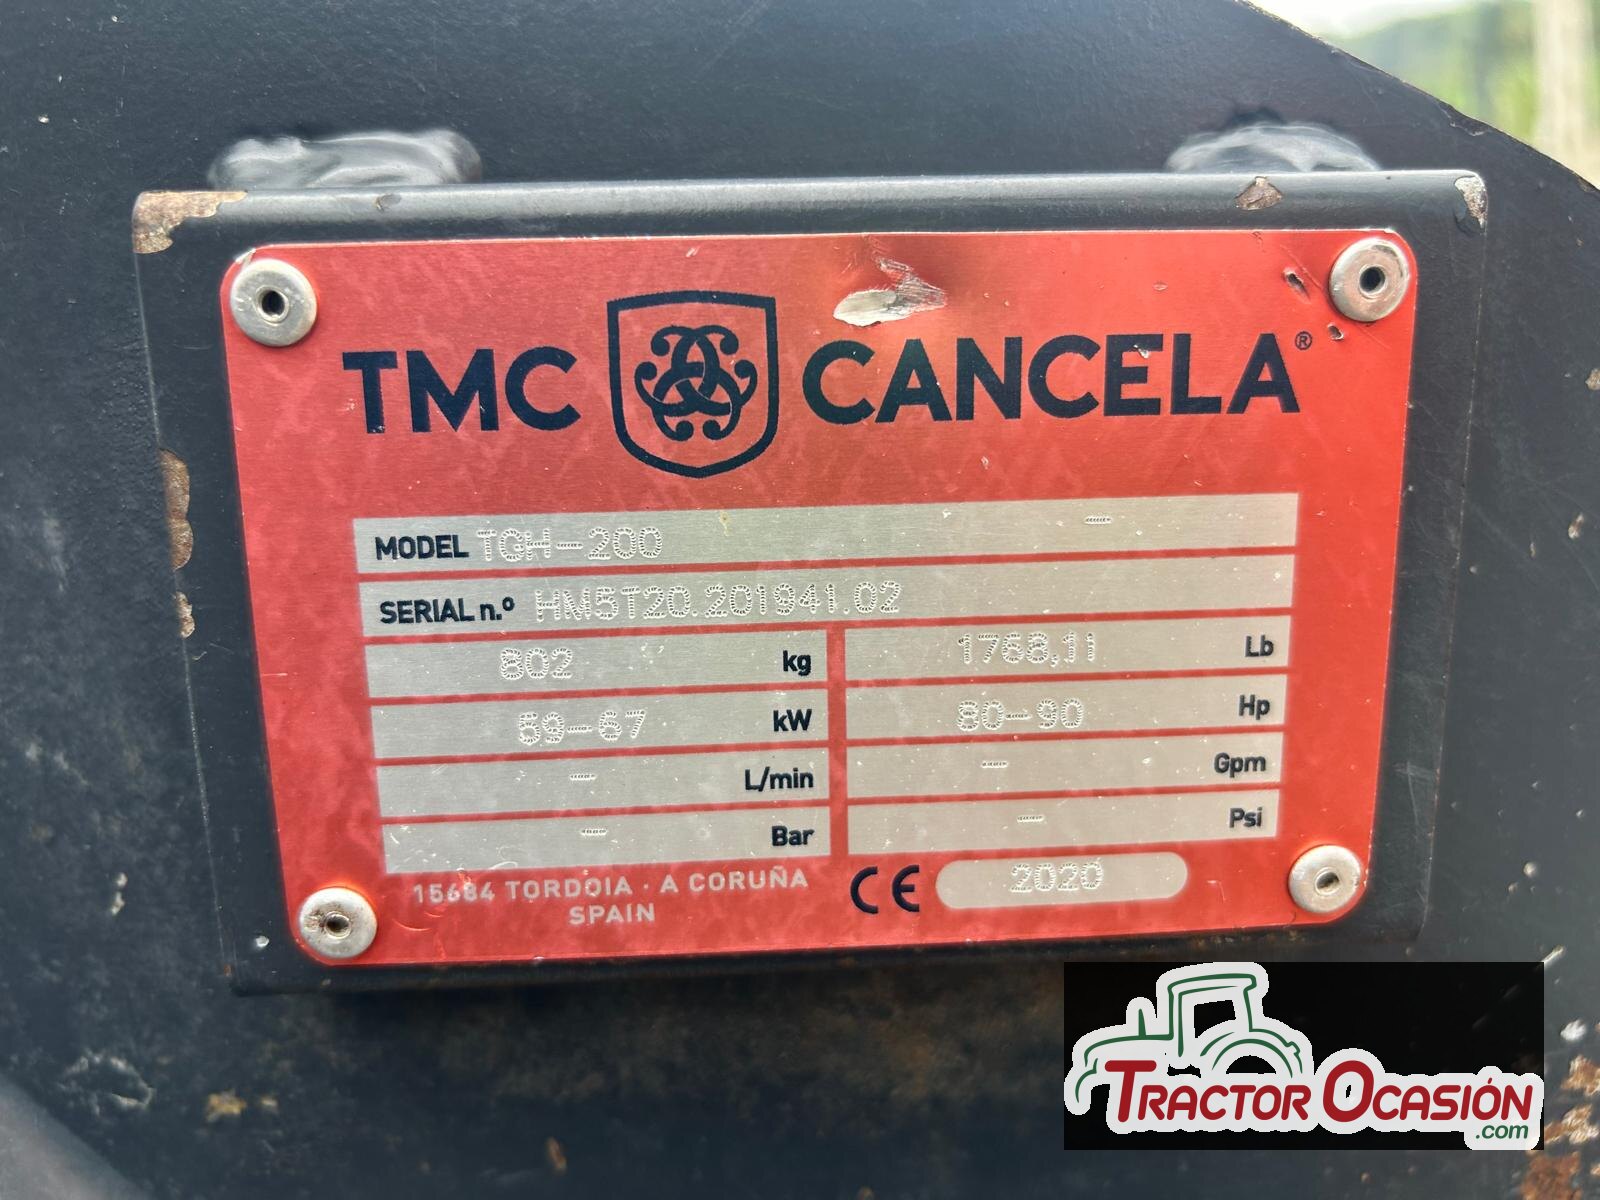 TMC CANCELA®
MODEL TGH-200 -
SERIAL n.º HM5T20.201941.02
802 kg 1768,11 Lb
59-67 kW 80-90 Hp
- L/min - Gpm
- Bar - Psi
15684 TORDOIA · A CORUÑA
SPAIN
CE 2020
TRACTOR OCASIÓN
.com